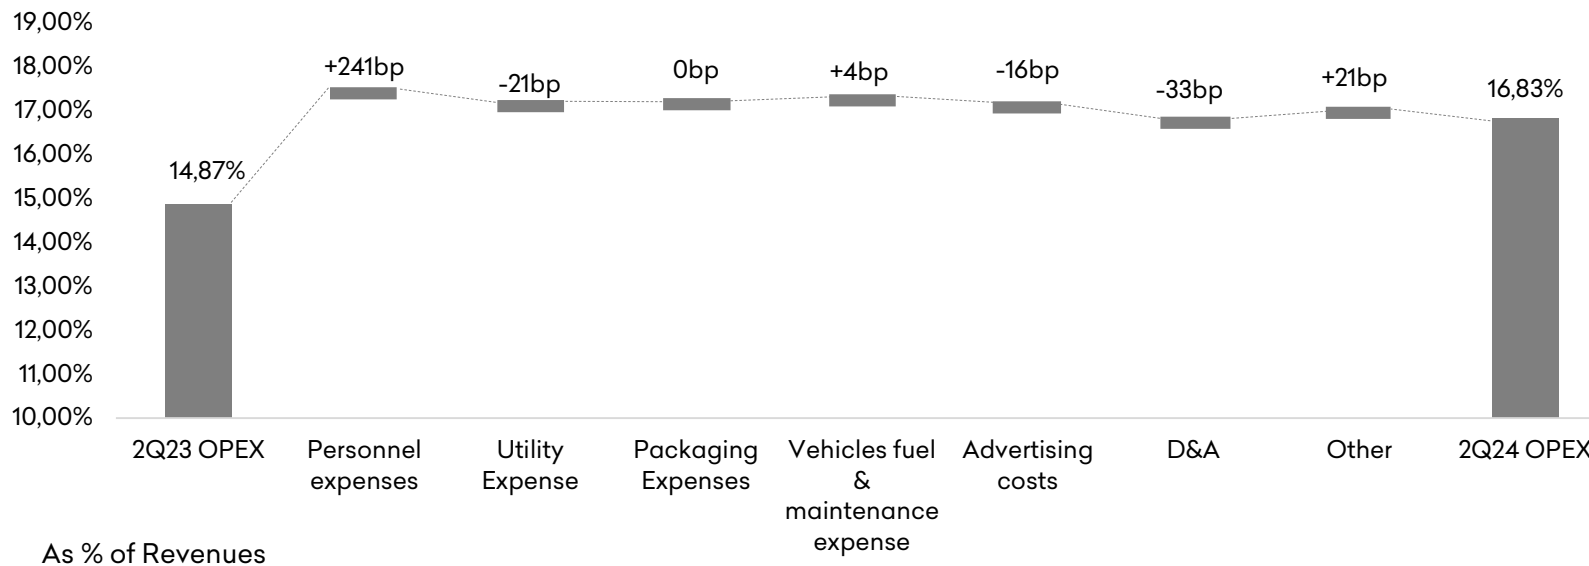 19,00%
18,00%
17,00%
16,00%
15,00%
14,00%
13,00%
12,00%
11,00%
10,00%
14,87%
+241bp
-21bp
0bp
+4bp
-16bp
-33bp
+21bp
16,83%
2Q23 OPEX
Personnel
expenses
Utility
Expense
Packaging
Expenses
Vehicles fuel
&
maintenance
expense
Advertising
costs
D&A
Other
2Q24 OPEX
As % of Revenues